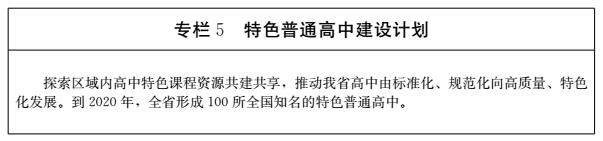 专栏 5 特色普通高中建设计划
探索区域内高中特色课程资源共建共享，推动我省高中由标准化、规范化向高质量、特色
化发展。到 2020 年，全省形成 100 所全国知名的特色普通高中。